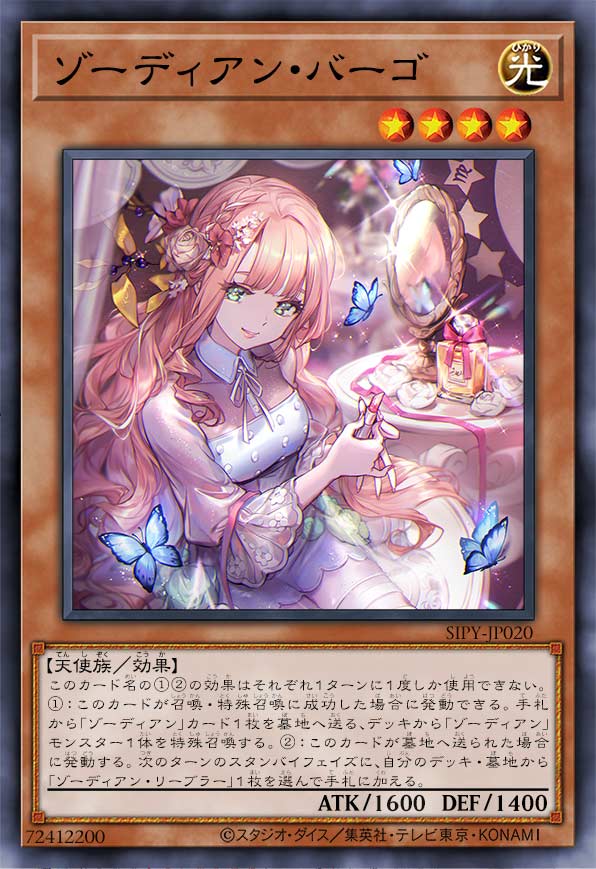 ゾーディアン・バーゴ
ひかり
光
SIPY-JP020
【天使族／効果】
このカード名の①②の効果はそれぞれ１ターンに１度しか使用できない。
①：このカードが召喚・特殊召喚に成功した場合に発動できる。手札
から「ゾーディアン」カード１枚を墓地へ送る、デッキから「ゾーディアン」
モンスター１体を特殊召喚する。②：このカードが墓地へ送られた場合
に発動する。次のターンのスタンバイフェイズに、自分のデッキ・墓地から
「ゾーディアン・リーブラー」１枚を選んで手札に加える。
ATK/1600 DEF/1400
72412200
©スタジオ・ダイス／集英社・テレビ東京・KONAMI